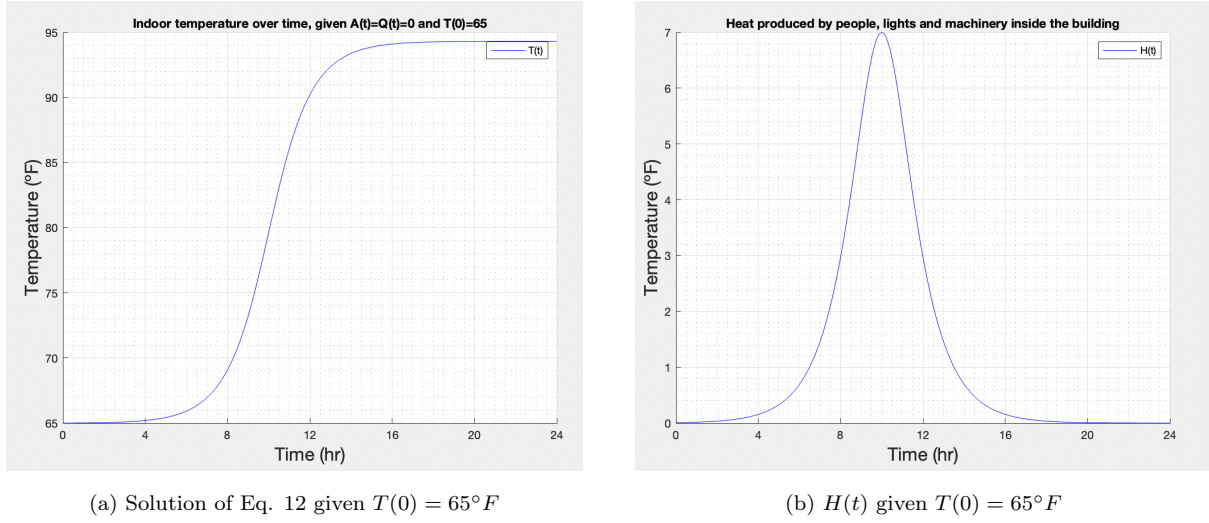 Indoor temperature over time, given A(t)=Q(t)=0 and T(0)=65
95
90
85
80
75
70
65
Temperature (ºF)
T(t)
0 4 8 12 16 20 24
Time (hr)
(a) Solution of Eq. 12 given T(0) = 65°F
Heat produced by people, lights and machinery inside the building
7
6
5
4
3
2
1
0
Temperature (ºF)
H(t)
0 4 8 12 16 20 24
Time (hr)
(b) H(t) given T(0) = 65°F